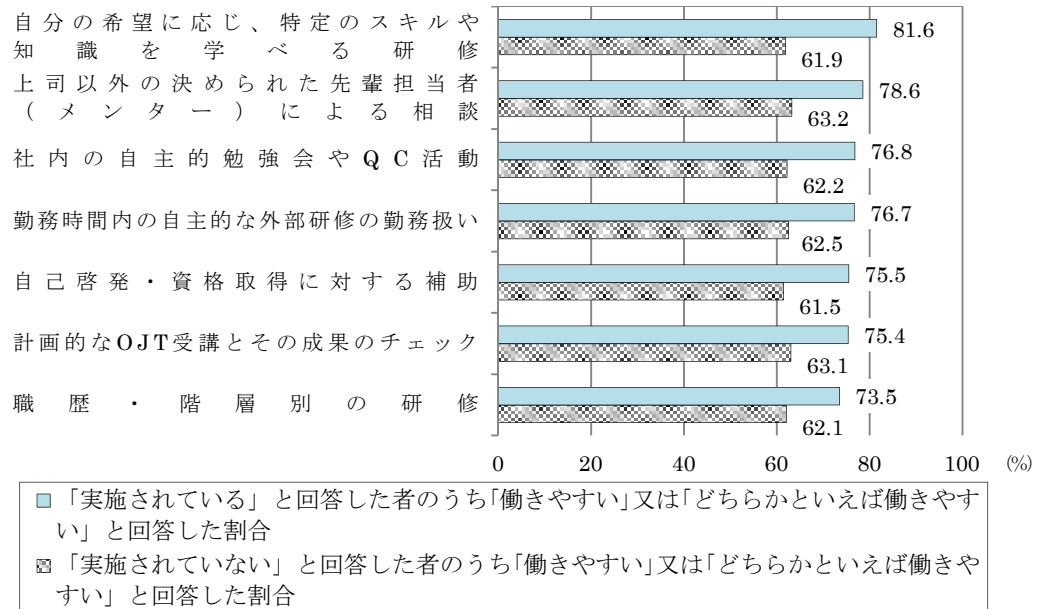 自分の希望に応じ、特定のスキルや
知識を学べる研修
81.6
61.9
上司以外の決められた先輩担当者
（メンター）による相談
78.6
63.2
社内の自主的勉強会やQC活動
76.8
62.2
勤務時間内の自主的な外部研修の勤務扱い
76.7
62.5
自己啓発・資格取得に対する補助
75.5
61.5
計画的なOJT受講とその成果のチェック
75.4
63.1
職歴・階層別の研修
73.5
62.1
0 20 40 60 80 100 (%)
「実施されている」と回答した者のうち「働きやすい」又は「どちらかといえば働きやす
い」と回答した割合
「実施されていない」と回答した者のうち「働きやすい」又は「どちらかといえば働きや
すい」と回答した割合